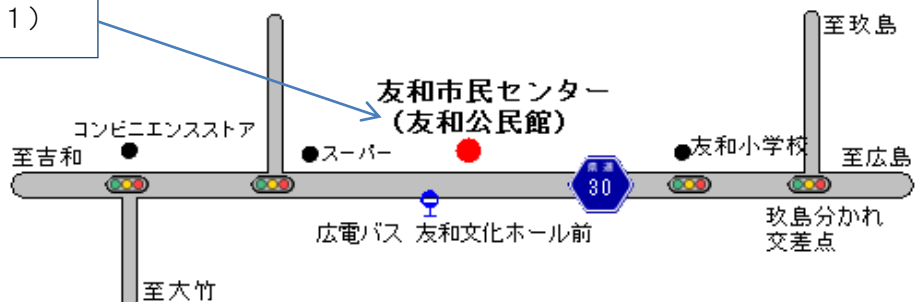 １）
至玖島
友和市民センター
（友和公民館）
コンビニエンスストア
至吉和
スーパー
友和小学校
至広島
県道
30
広電バス 友和文化ホール前
玖島分かれ
交差点
至大竹